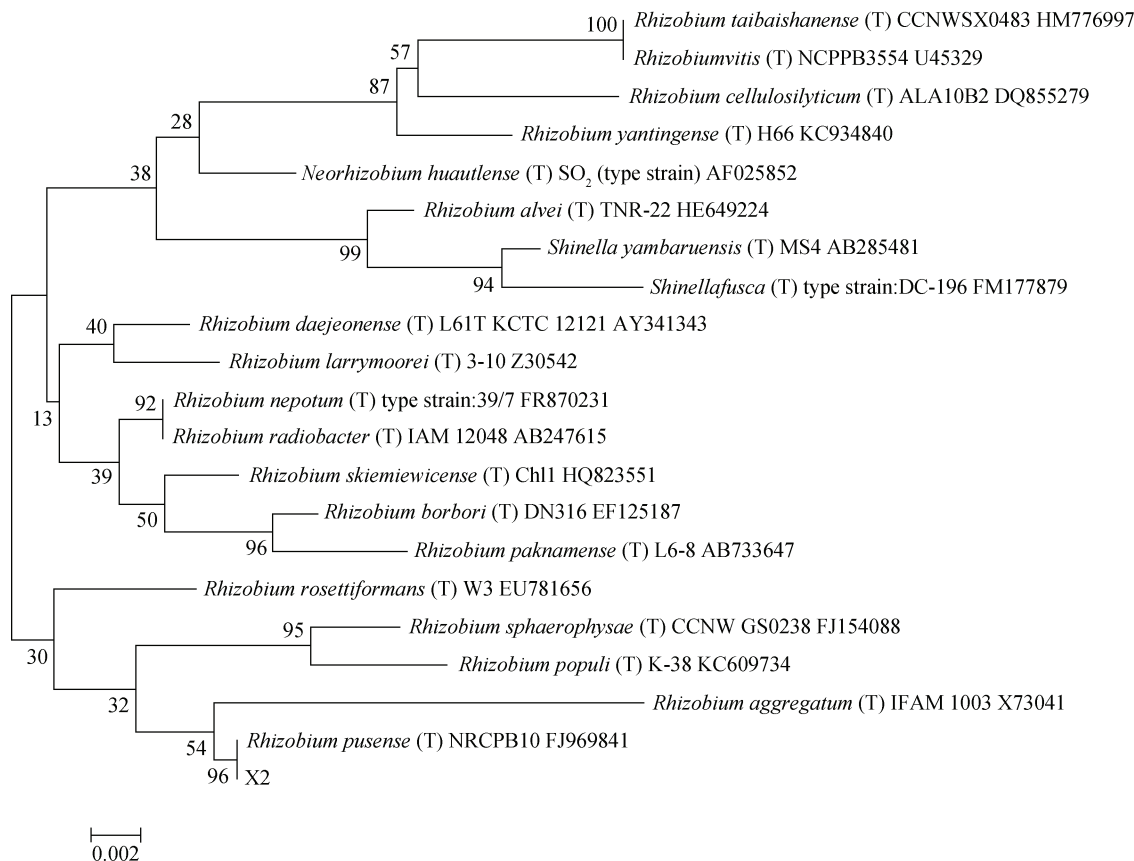 100 Rhizobium taibaishanense (T) CCNWSX0483 HM776997
Rhizobiumvitis (T) NCPPB3554 U45329
57
Rhizobium cellulosilyticum (T) ALA10B2 DQ855279
87
Rhizobium yantingense (T) H66 KC934840
28
Neorhizobium huautlense (T) SO2 (type strain) AF025852
38
Rhizobium alvei (T) TNR-22 HE649224
99
Shinella yambaruensis (T) MS4 AB285481
94
Shinellafusca (T) type strain:DC-196 FM177879
40 Rhizobium daejeonense (T) L61T KCTC 12121 AY341343
Rhizobium larrymoorei (T) 3-10 Z30542
13
92 Rhizobium nepotum (T) type strain:39/7 FR870231
Rhizobium radiobacter (T) IAM 12048 AB247615
39
Rhizobium skiemiewicense (T) Chl1 HQ823551
50
Rhizobium borbori (T) DN316 EF125187
96
Rhizobium paknamense (T) L6-8 AB733647
Rhizobium rosettiformans (T) W3 EU781656
30
95 Rhizobium sphaerophysae (T) CCNW GS0238 FJ154088
Rhizobium populi (T) K-38 KC609734
32
Rhizobium aggregatum (T) IFAM 1003 X73041
54
Rhizobium pusense (T) NRCPB10 FJ969841
96 X2
0.002